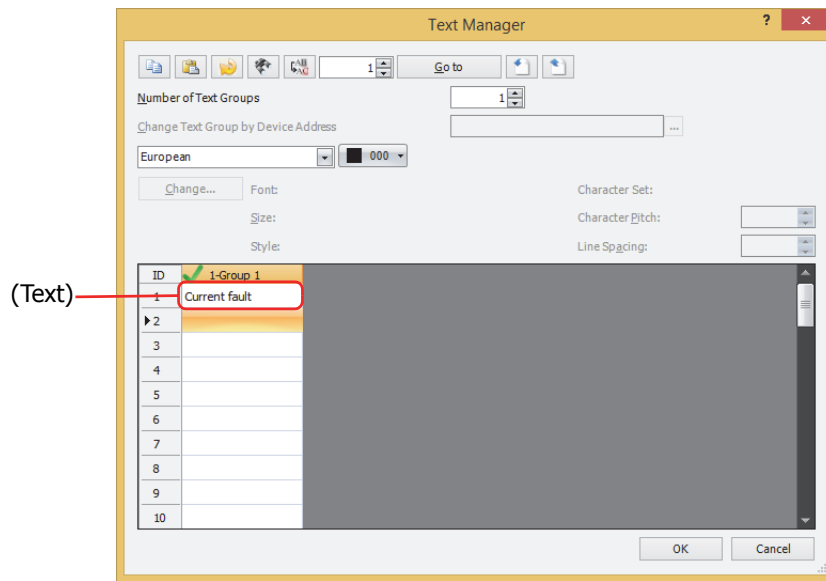 Text Manager
? ×
1 Go to
Number of Text Groups 1
Change Text Group by Device Address ...
European 000
Change... Font: Character Set:
Size: Character Pitch:
Style: Line Spacing:
ID 1-Group 1
(Text)
1 Current fault
2
3
4
5
6
7
8
9
10
OK Cancel